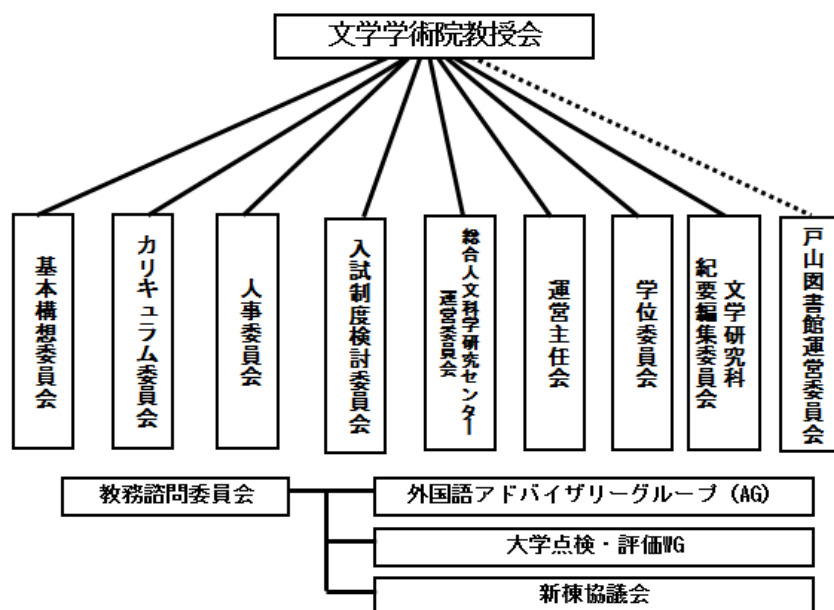 文学学術院教授会
基本構想委員会
カリキュラム委員会
人事委員会
入試制度検討委員会
総合人文科学研究センター
運営委員会
運営主任会
学位委員会
文学研究科
紀要編集委員会
戸山図書館運営委員会
教務諮問委員会
外国語アドバイザリーグループ（AG）
大学点検・評価WG
新棟協議会